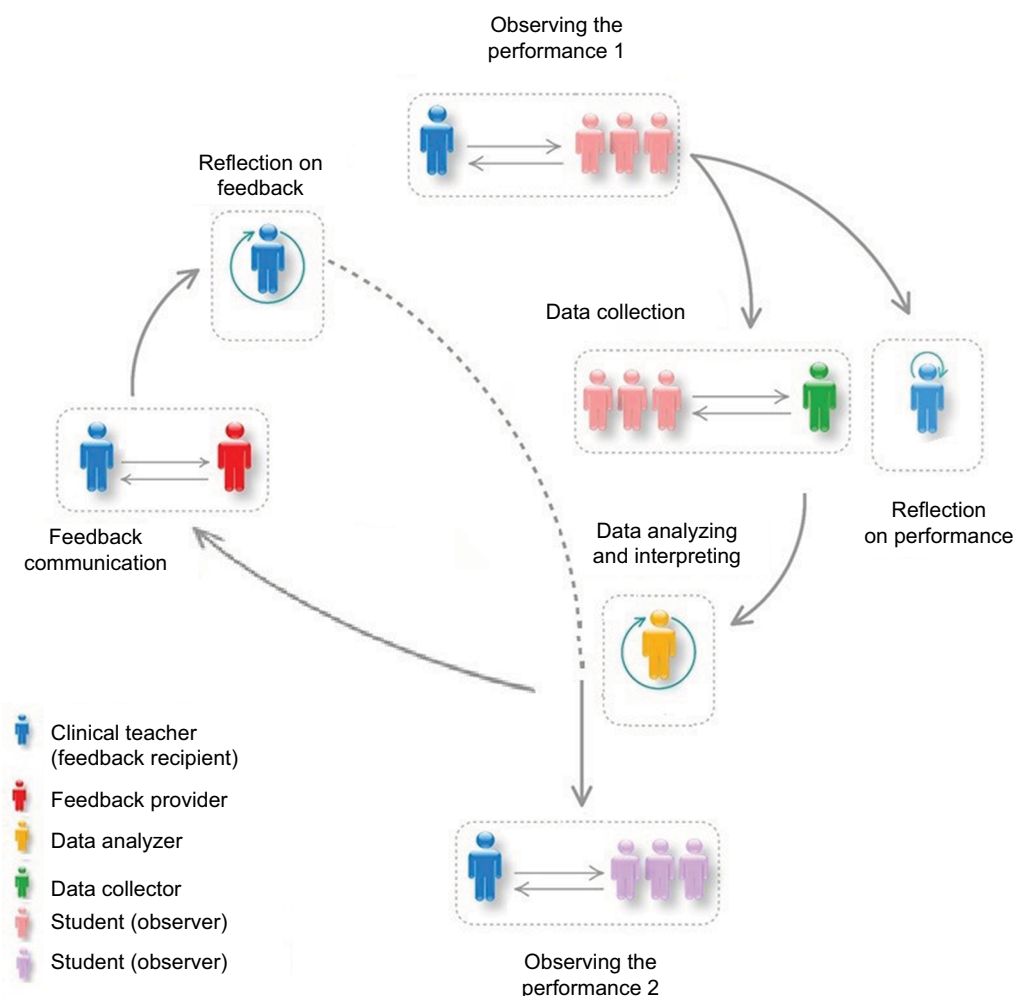 Observing the
performance 1
Reflection on
feedback
Data collection
Reflection
on performance
Feedback
communication
Data analyzing
and interpreting
Clinical teacher
(feedback recipient)
Feedback provider
Data analyzer
Data collector
Student (observer)
Student (observer)
Observing the
performance 2